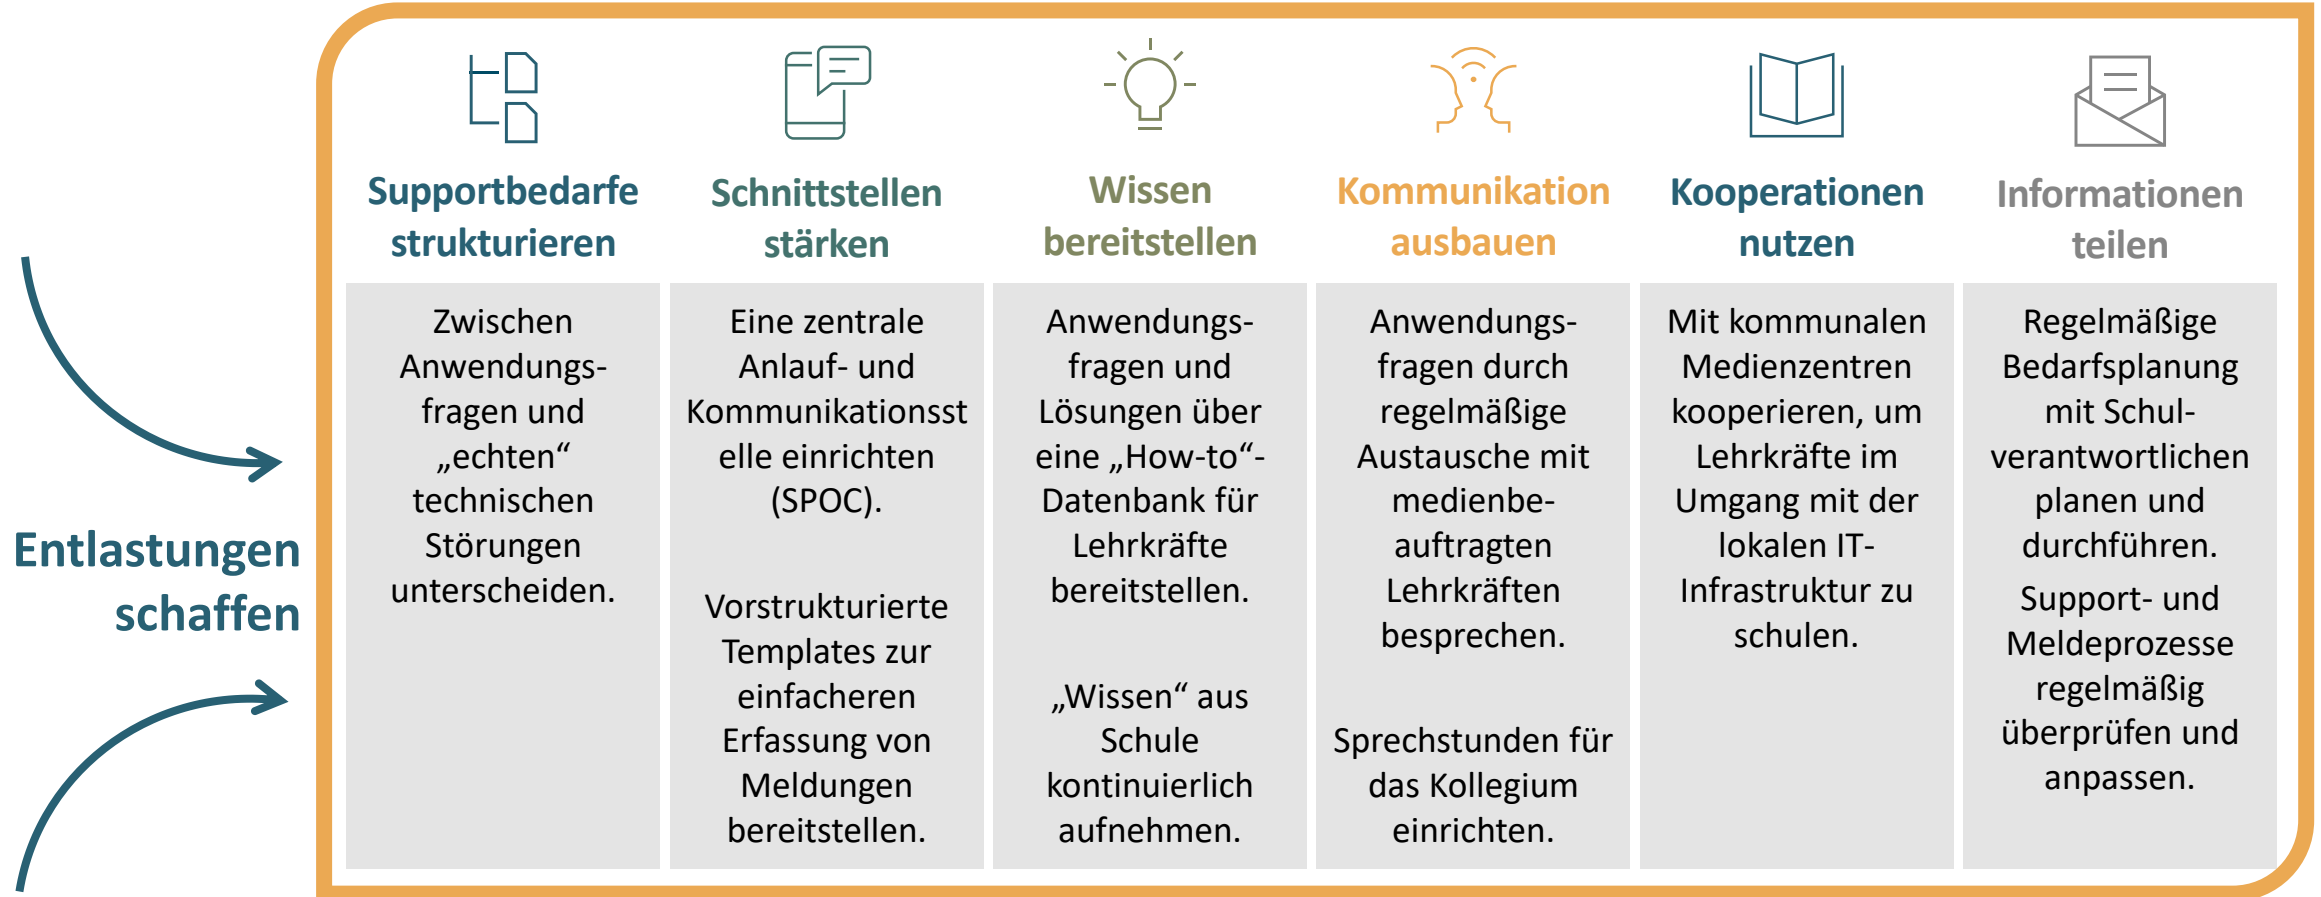 Entlastungen
schaffen
Supportbedarfe
strukturieren
Zwischen
Anwendungs-
fragen und
„echten“
technischen
Störungen
unterscheiden.
Schnittstellen
stärken
Eine zentrale
Anlauf- und
Kommunikationsst
elle einrichten
(SPOC).
Vorstrukturierte
Templates zur
einfacheren
Erfassung von
Meldungen
bereitstellen.
Wissen
bereitstellen
Anwendungs-
fragen und
Lösungen über
eine „How-to“-
Datenbank für
Lehrkräfte
bereitstellen.
„Wissen“ aus
Schule
kontinuierlich
aufnehmen.
Kommunikation
ausbauen
Anwendungs-
fragen durch
regelmäßige
Austausche mit
medienbe-
auftragten
Lehrkräften
besprechen.
Sprechstunden für
das Kollegium
einrichten.
Kooperationen
nutzen
Mit kommunalen
Medienzentren
kooperieren, um
Lehrkräfte im
Umgang mit der
lokalen IT-
Infrastruktur zu
schulen.
Informationen
teilen
Regelmäßige
Bedarfsplanung
mit Schul-
verantwortlichen
planen und
durchführen.
Support- und
Meldeprozesse
regelmäßig
überprüfen und
anpassen.